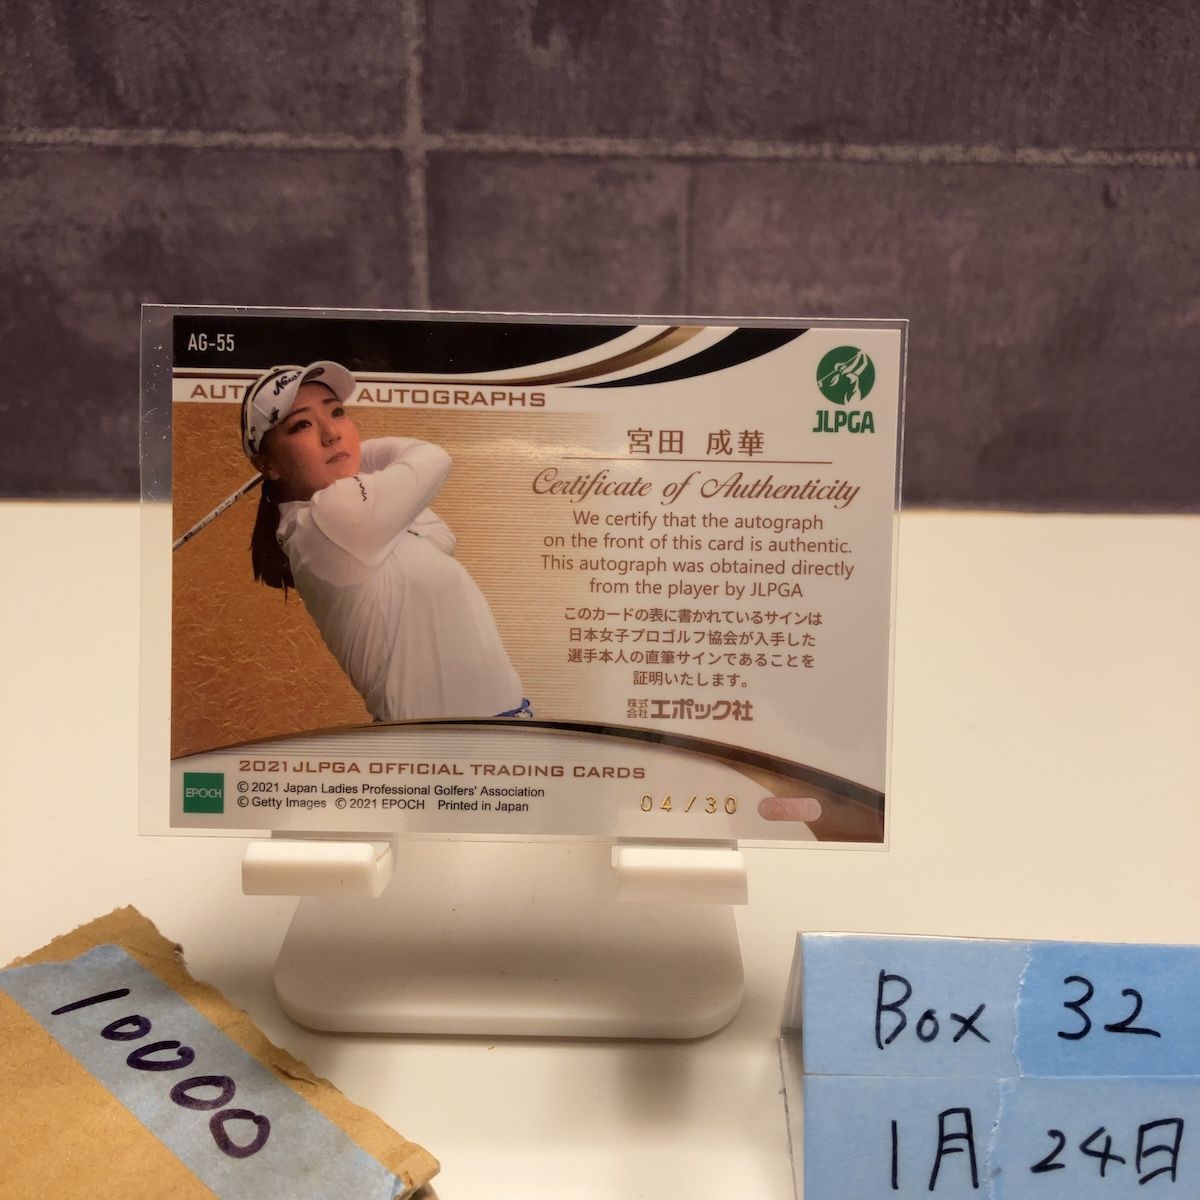 AG-55
AUT AUTOGRAPHS
JLPGA
宮田 成華
Certificate of Authenticity
We certify that the autograph
on the front of this card is authentic.
This autograph was obtained directly
from the player by JLPGA
このカードの表に書かれているサインは
日本女子プロゴルフ協会が入手した
選手本人の直筆サインであることを
証明いたします。
株式会社エポック社
2021 JLPGA OFFICIAL TRADING CARDS
EPOCH
© 2021 Japan Ladies Professional Golfers' Association
© Getty Images © 2021 EPOCH Printed in Japan
04/30
10000
Box 32
1月 24日